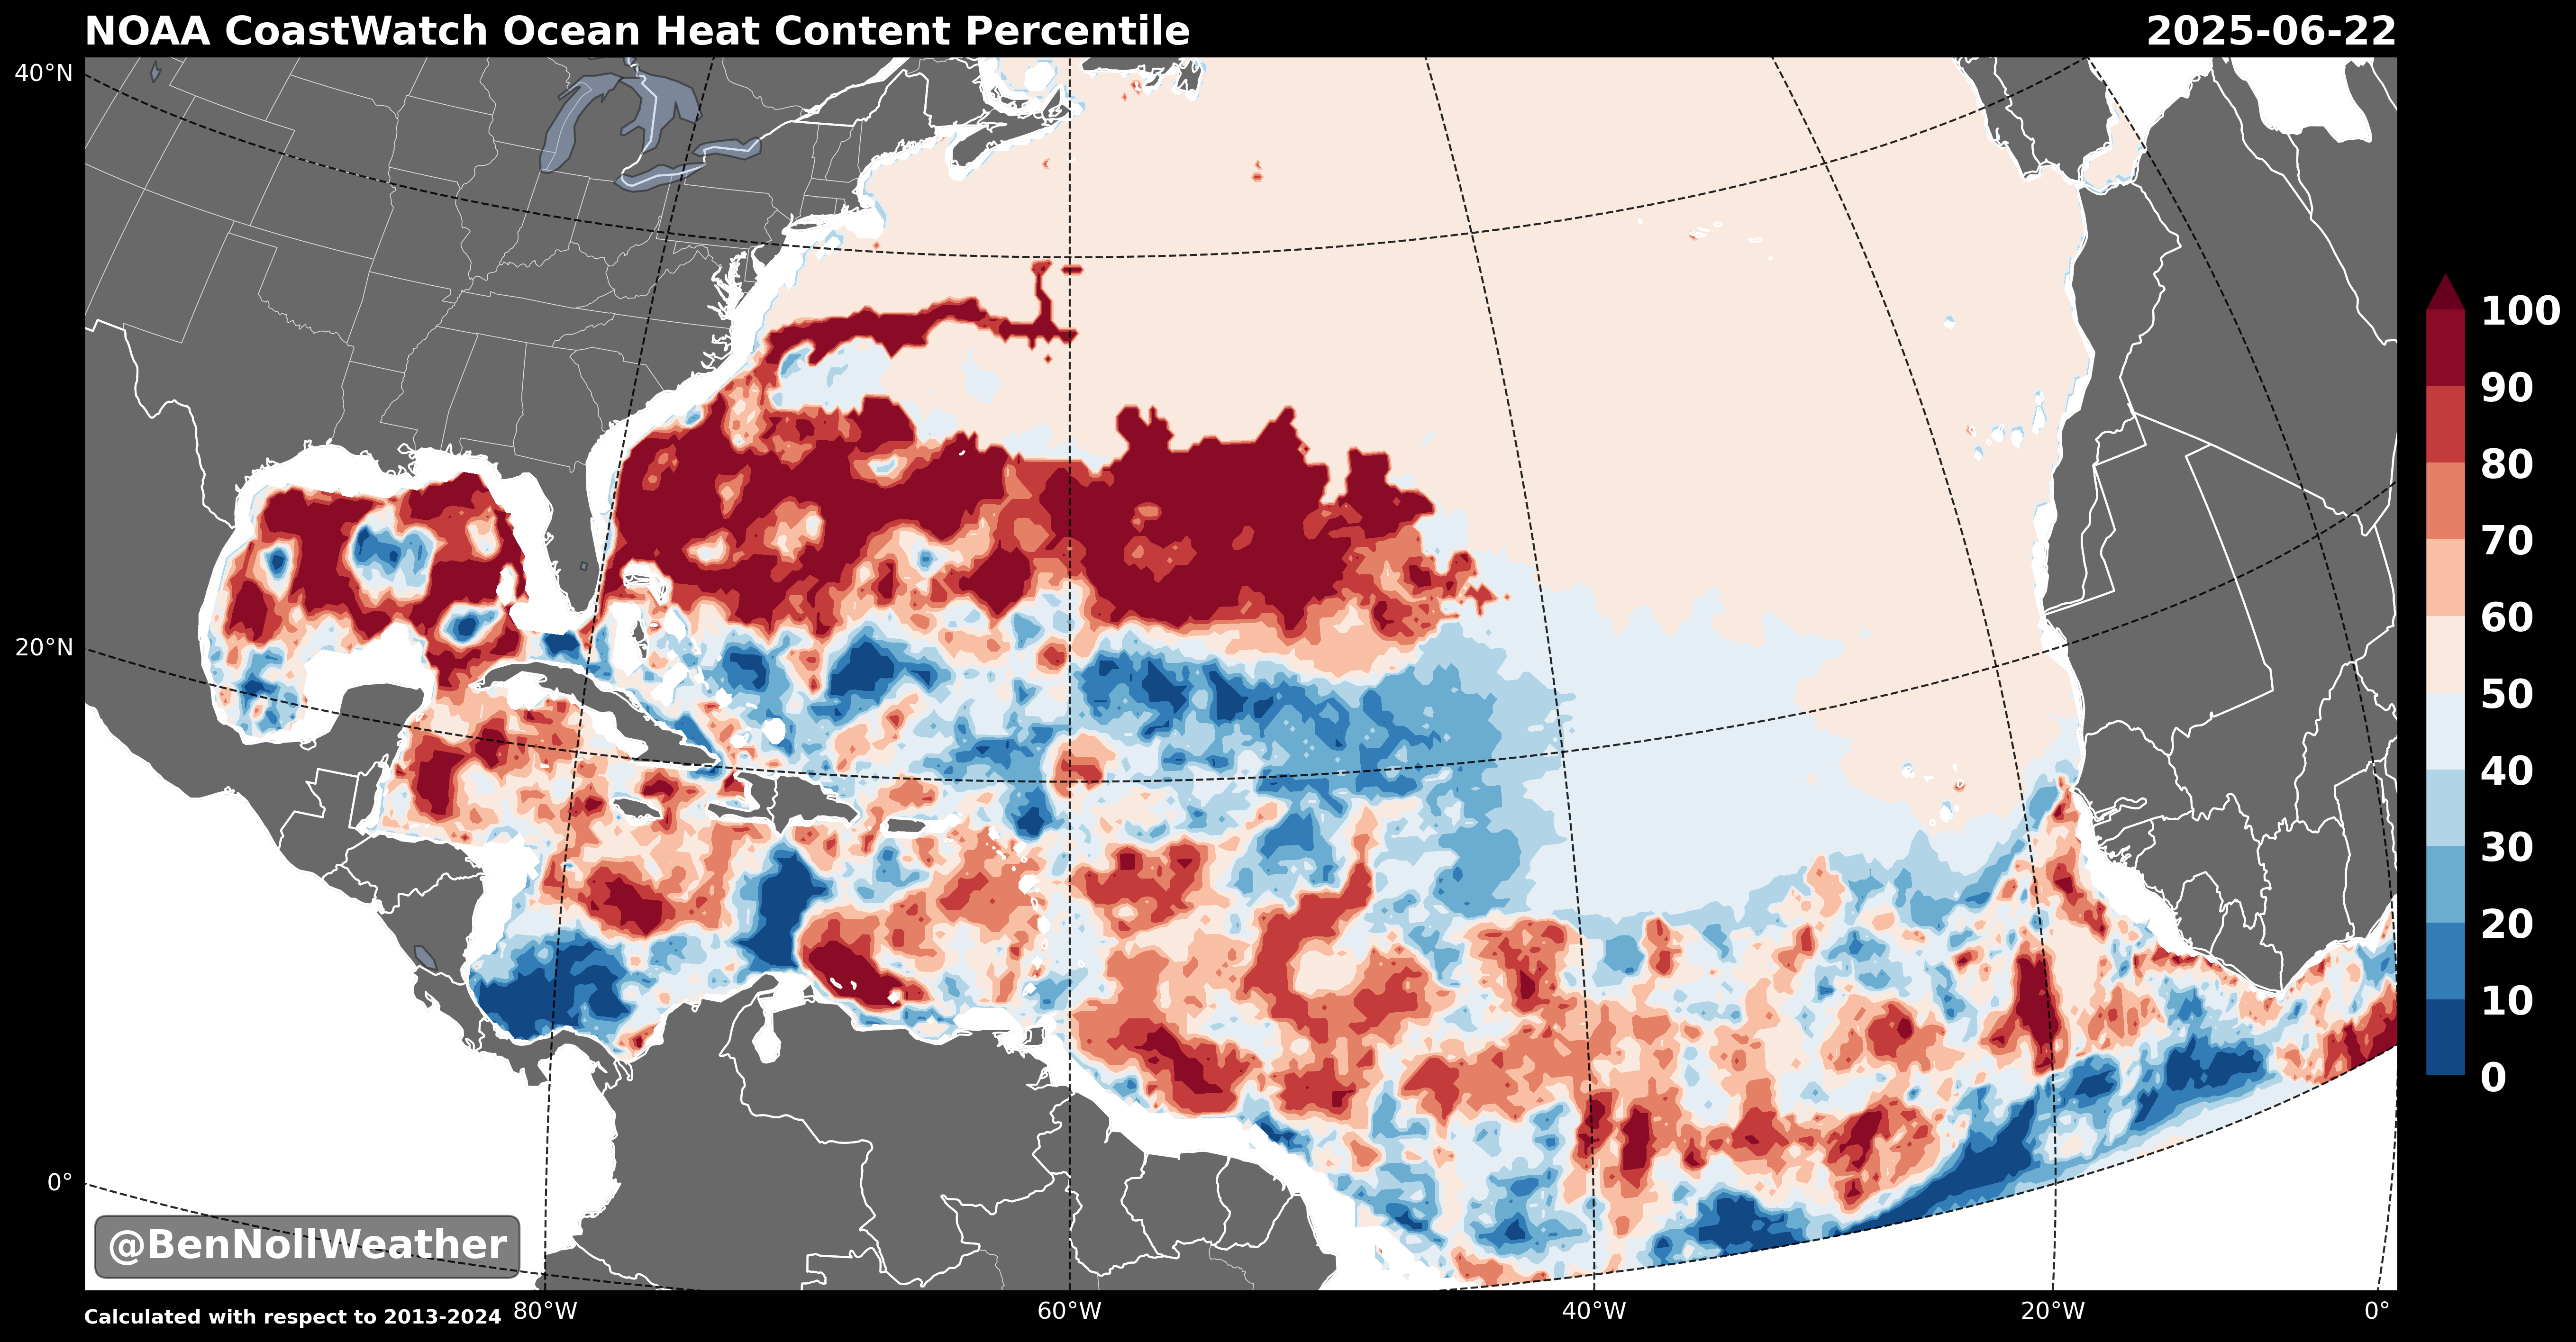 NOAA CoastWatch Ocean Heat Content Percentile
2025-06-22
40°N
20°N
0°
100
90
80
70
60
50
40
30
20
10
0
@BenNollWeather
Calculated with respect to 2013-2024
80°W
60°W
40°W
20°W
0°